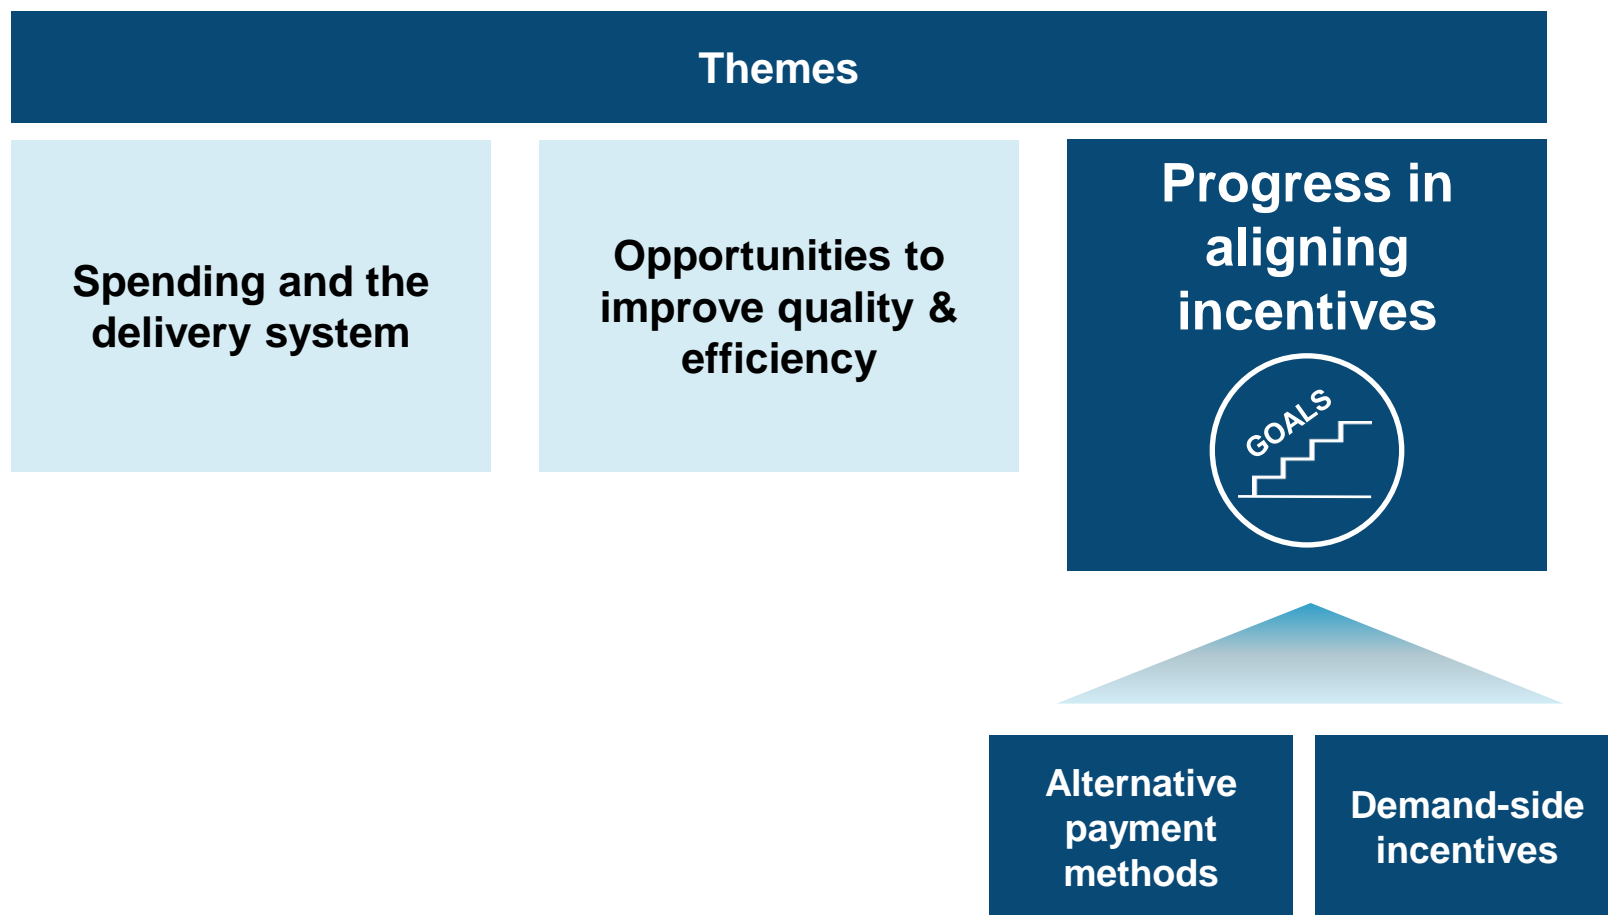 Themes
Spending and the
delivery system
Opportunities to
improve quality &
efficiency
Progress in
aligning
incentives
GOALS
Alternative
payment
methods
Demand-side
incentives